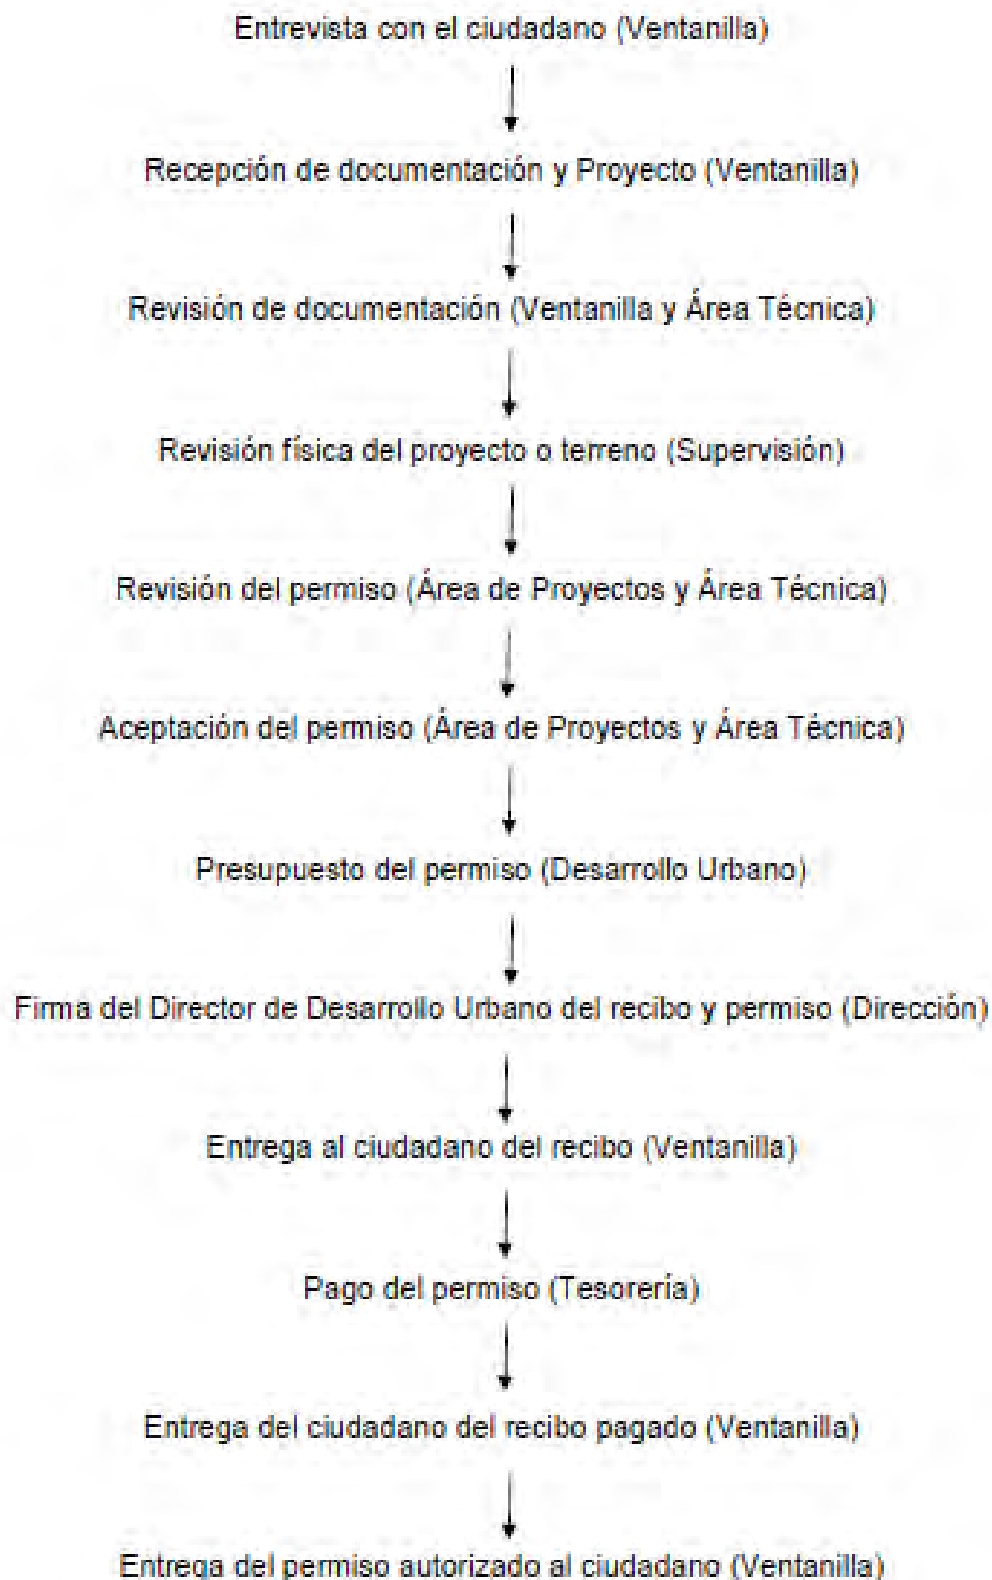 Entrevista con el ciudadano (Ventanilla)
Recepción de documentación y Proyecto (Ventanilla)
Revisión de documentación (Ventanilla y Área Técnica)
Revisión física del proyecto o terreno (Supervisión)
Revisión del permiso (Área de Proyectos y Área Técnica)
Aceptación del permiso (Área de Proyectos y Área Técnica)
Presupuesto del permiso (Desarrollo Urbano)
Firma del Director de Desarrollo Urbano del recibo y permiso (Dirección)
Entrega al ciudadano del recibo (Ventanilla)
Pago del permiso (Tesorería)
Entrega del ciudadano del recibo pagado (Ventanilla)
Entrega del permiso autorizado al ciudadano (Ventanilla)